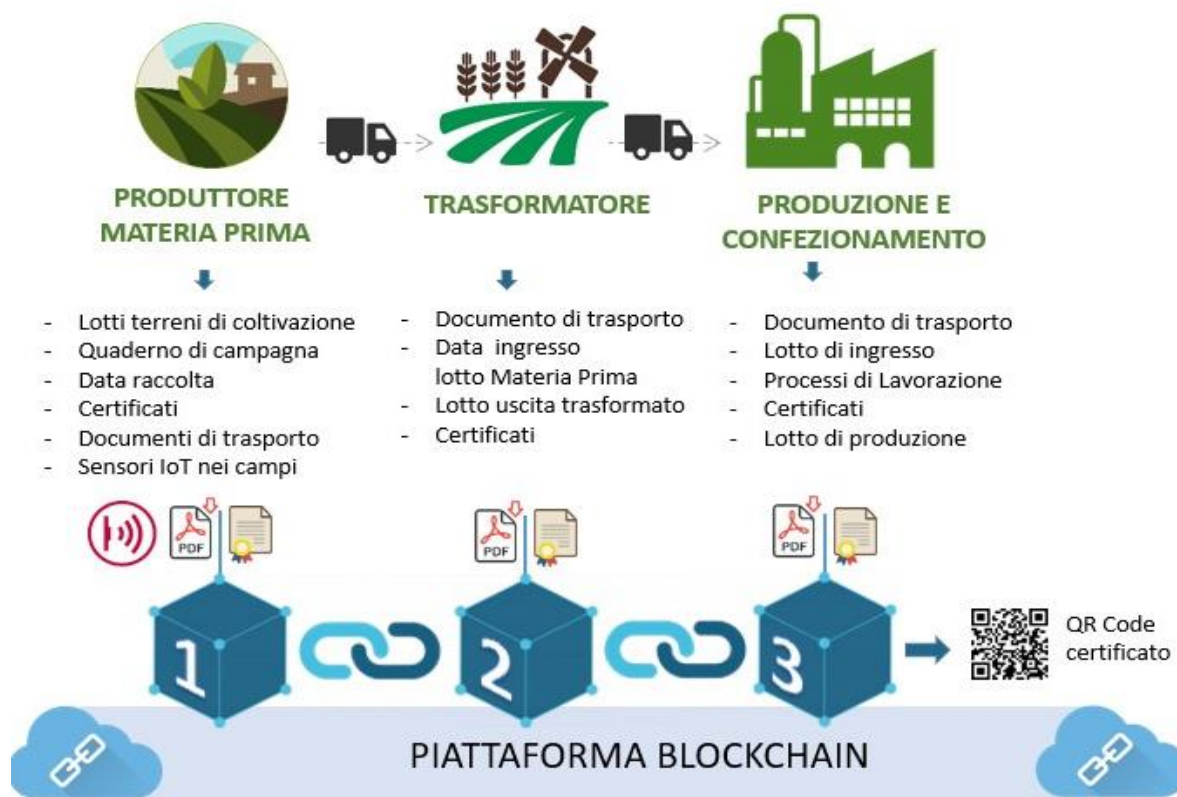 PRODUTTORE
MATERIA PRIMA
TRASFORMATORE
PRODUZIONE E
CONFEZIONAMENTO
- Lotti terreni di coltivazione
- Quaderno di campagna
- Data raccolta
- Certificati
- Documenti di trasporto
- Sensori IoT nei campi
- Documento di trasporto
- Data ingresso
lotto Materia Prima
- Lotto uscita trasformato
- Certificati
- Documento di trasporto
- Lotto di ingresso
- Processi di Lavorazione
- Certificati
- Lotto di produzione
PDF
PDF
PDF
1
2
3
QR Code
certificato
PIATTAFORMA BLOCKCHAIN